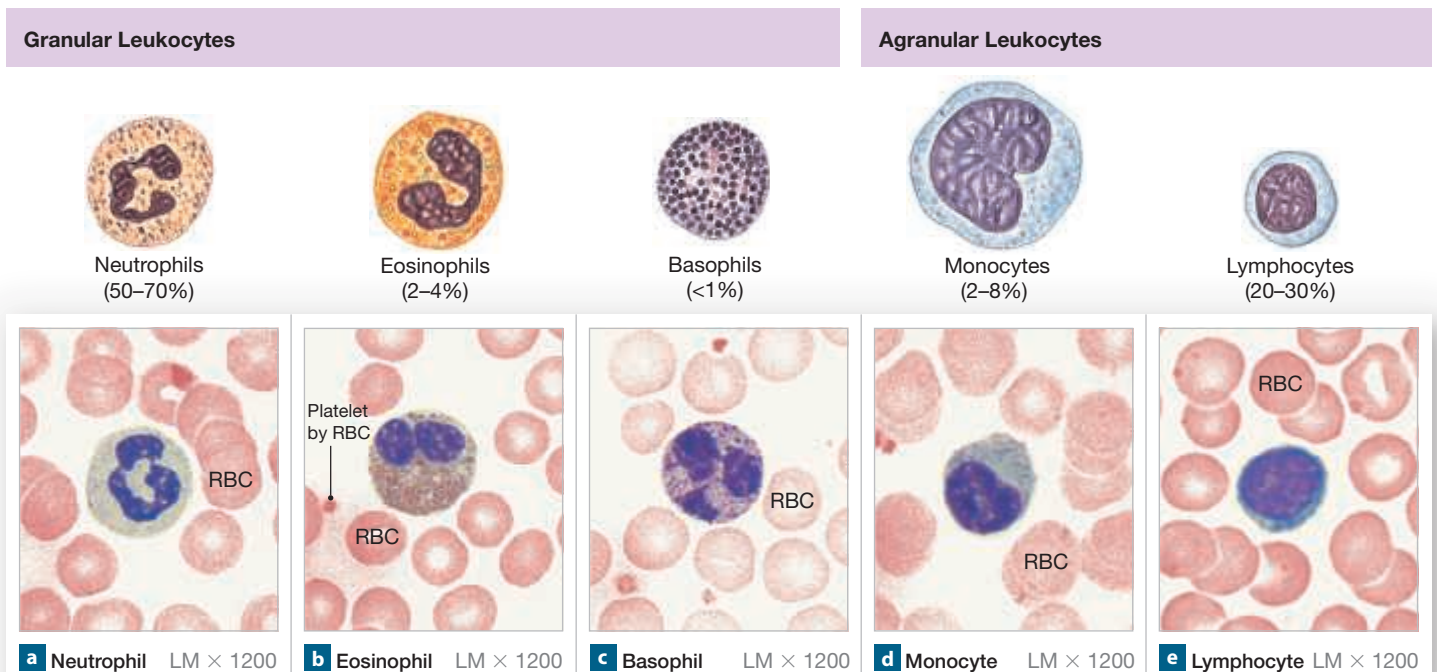 Granular Leukocytes
Agranular Leukocytes
Neutrophils
(50–70%)
Eosinophils
(2–4%)
Basophils
(<1%)
Monocytes
(2–8%)
Lymphocytes
(20–30%)
RBC
Platelet
by RBC
RBC
RBC
RBC
RBC
a Neutrophil LM × 1200
b Eosinophil LM × 1200
c Basophil LM × 1200
d Monocyte LM × 1200
e Lymphocyte LM × 1200